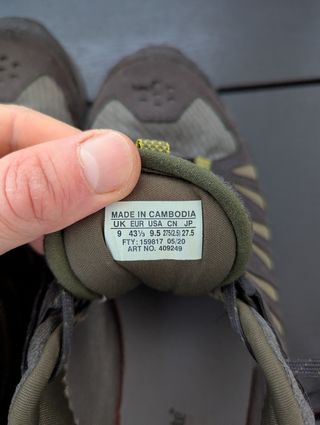 MADE IN CAMBODIA
UK EUR USA CN JP
9 43⅓ 9.5 275(2.5) 27.5
FTY: 159817 05/20
ART NO. 409249